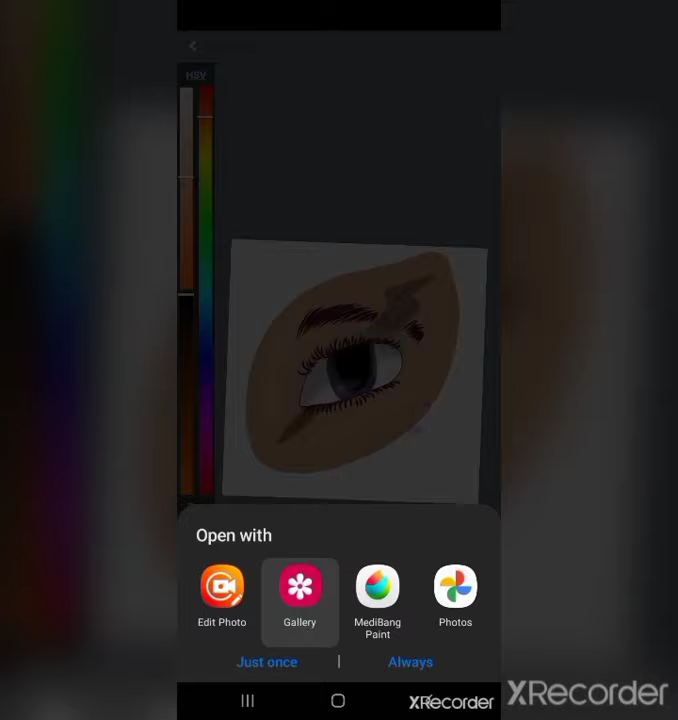 HSV
Open with
Edit Photo
Gallery
MediBang
Paint
Photos
Just once
Always
XRecorder
XRecorder